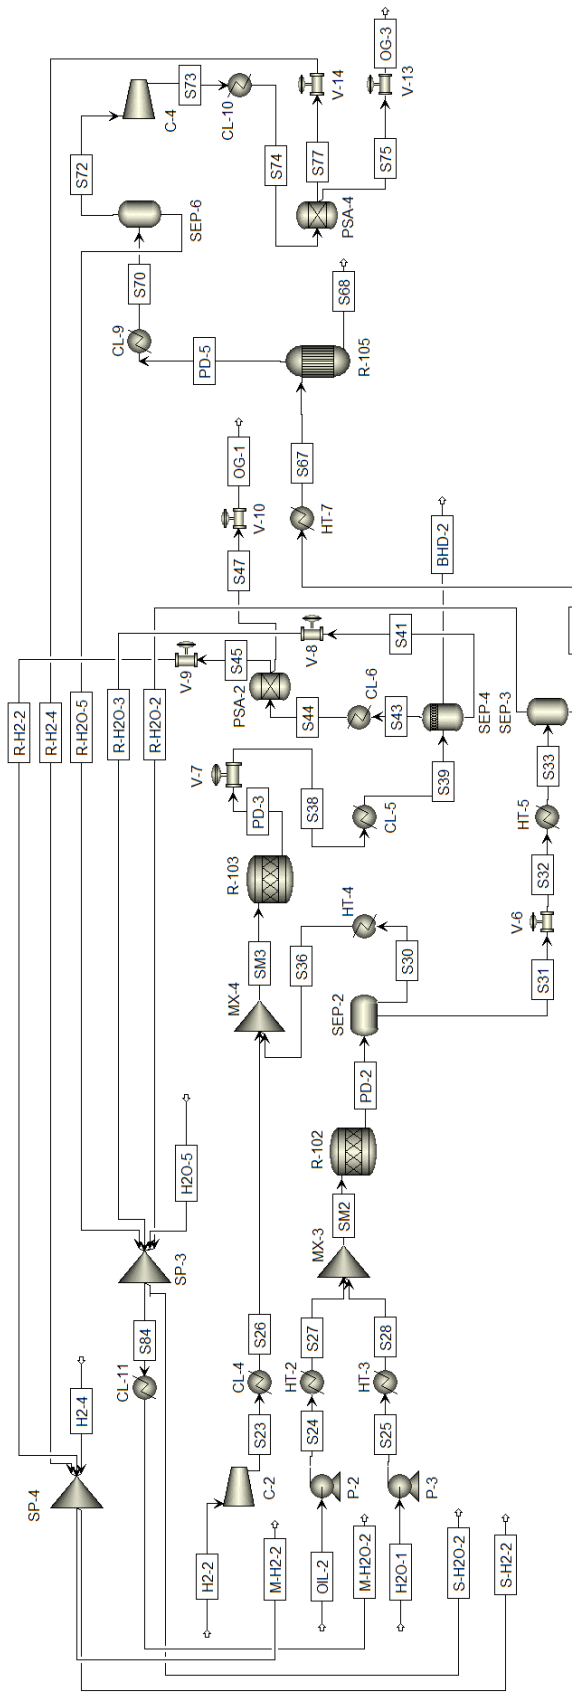 H2-4
SP-4
R-H2-2
R-H2-4
R-H2O-5
R-H2O-3
R-H2O-2
H2O-5
SP-3
S84
CL-11
H2-2
C-2
S23
CL-4
S26
M-H2-2
OIL-2
P-2
S24
HT-2
S27
M-H2O-2
H2O-1
P-3
S25
HT-3
S28
S-H2O-2
S-H2-2
MX-3
SM2
R-102
PD-2
SEP-2
S30
HT-4
S36
MX-4
SM3
R-103
PD-3
V-7
S38
CL-5
S39
SEP-4
S43
CL-6
S44
PSA-2
S45
V-9
S41
V-8
S47
V-10
OG-1
BHD-2
S31
V-6
S32
HT-5
S33
SEP-3
HT-7
S67
R-105
S68
PD-5
CL-9
S70
SEP-6
S72
C-4
S73
CL-10
S74
PSA-4
S77
V-14
S75
V-13
OG-3